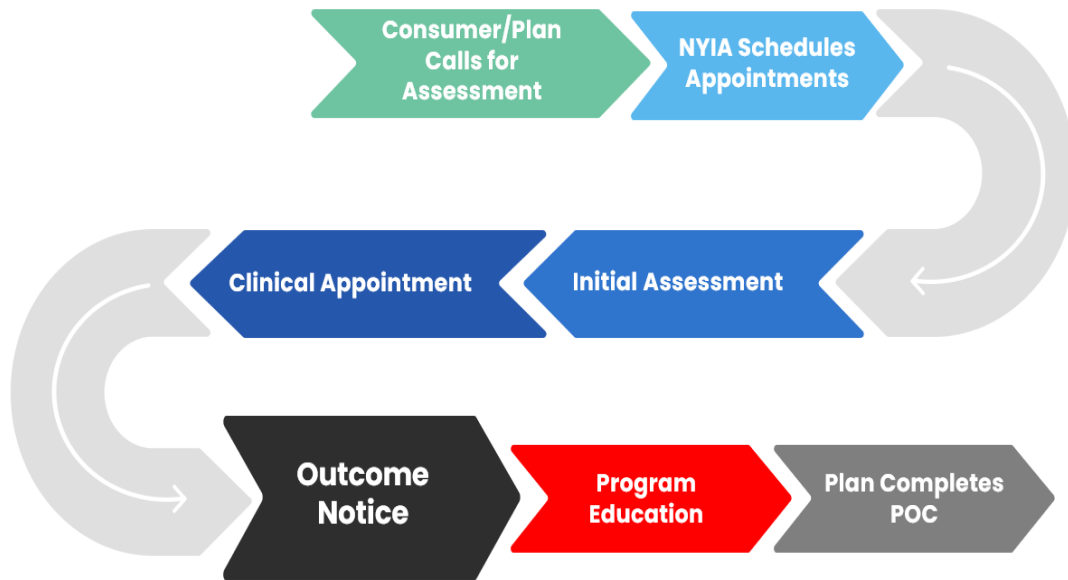 Consumer/Plan
Calls for
Assessment
NYIA Schedules
Appointments
Initial Assessment
Clinical Appointment
Outcome
Notice
Program
Education
Plan Completes
POC